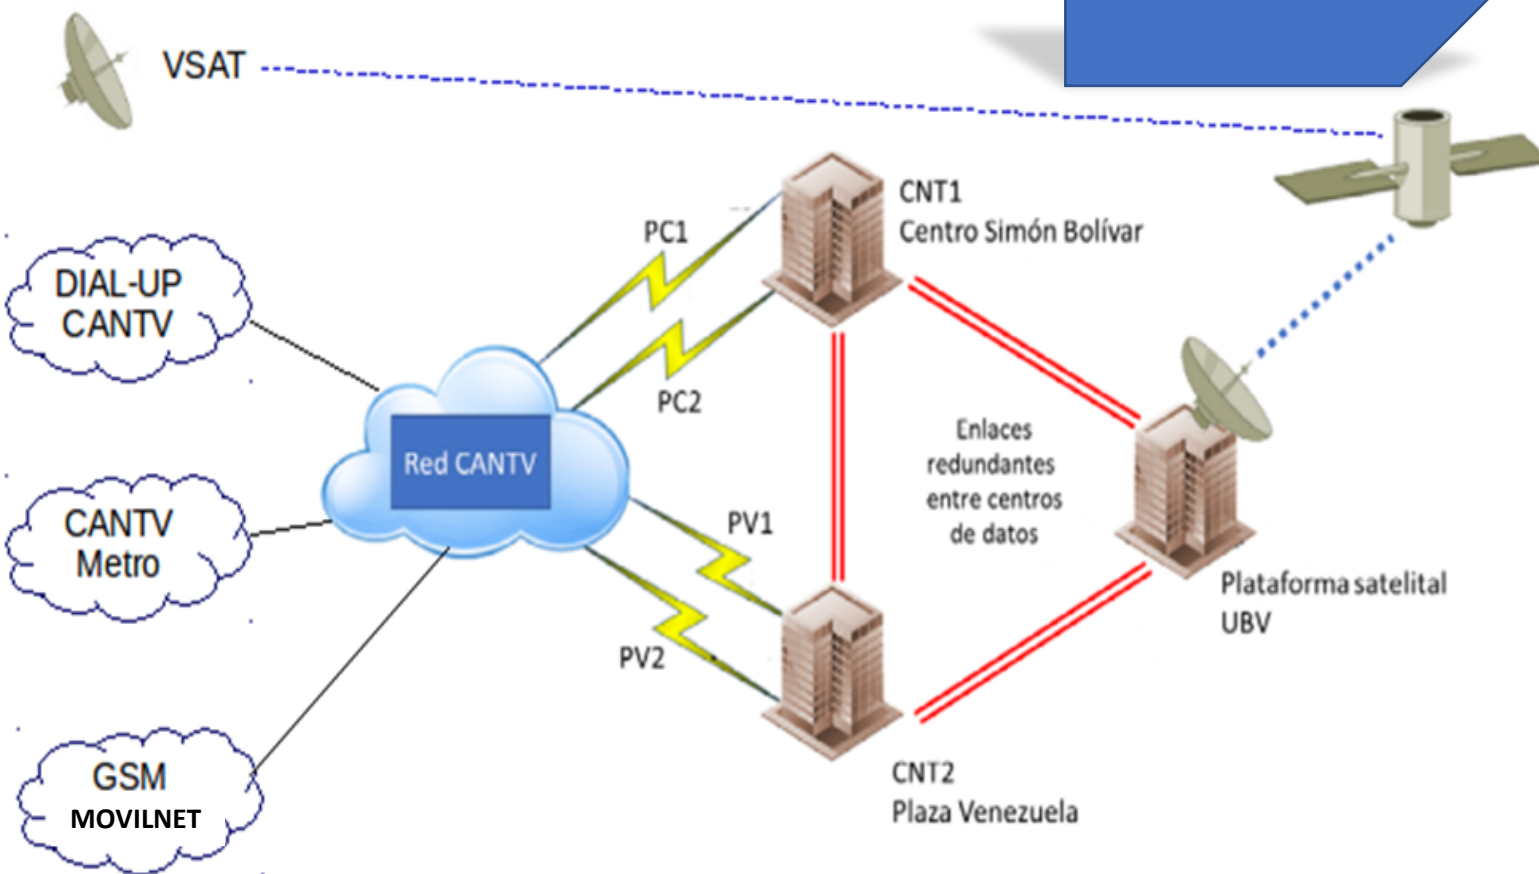 VSAT
CNT1
Centro Simón Bolívar
PC1
DIAL-UP
CANTV
PC2
Enlaces
redundantes
entre centros
de datos
Red CANTV
CANTV
Metro
PV1
Plataforma satelital
UBV
PV2
GSM
MOVILNET
CNT2
Plaza Venezuela